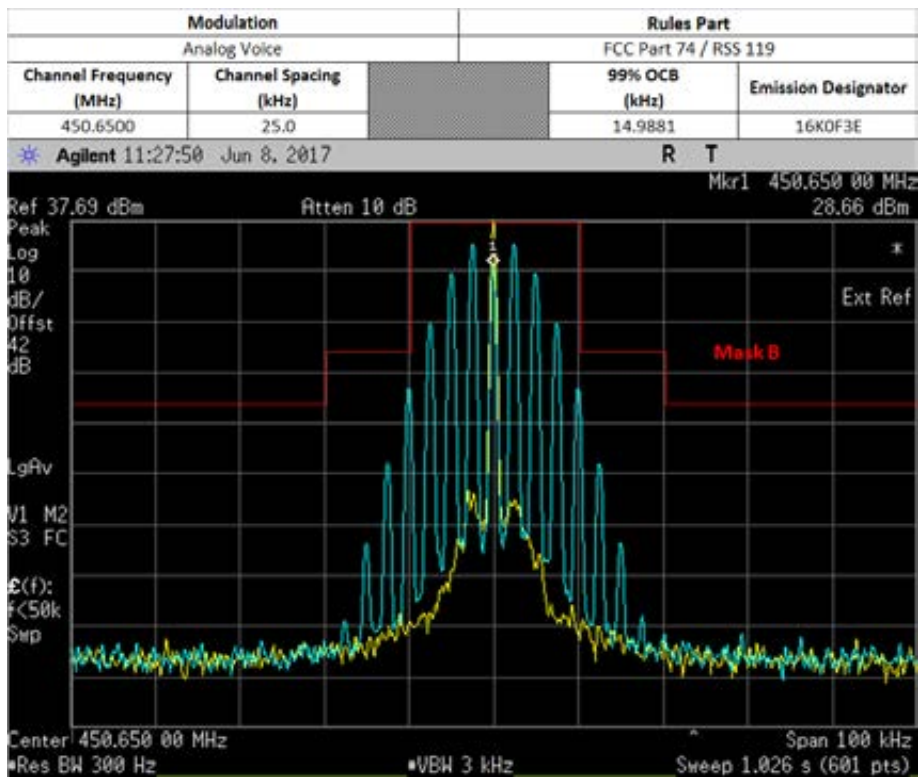 Modulation Rules Part
Analog Voice FCC Part 74 / RSS 119
Channel Frequency (MHz) Channel Spacing (kHz) 99% OCB (kHz) Emission Designator
450.6500 25.0 14.9881 16K0F3E
Agilent 11:27:50 Jun 8, 2017 R T
Mkr1 450.650 00 MHz
Ref 37.69 dBm Atten 10 dB 28.66 dBm
Peak
Log
10
dB/
Offst
42
dB
1
*
Ext Ref
Mask B
LgAv
V1 M2
S3 FC
£(f):
f<50k
Swp
Center 450.650 00 MHz ^ Span 100 kHz
#Res BW 300 Hz #VBW 3 kHz Sweep 1.026 s (601 pts)